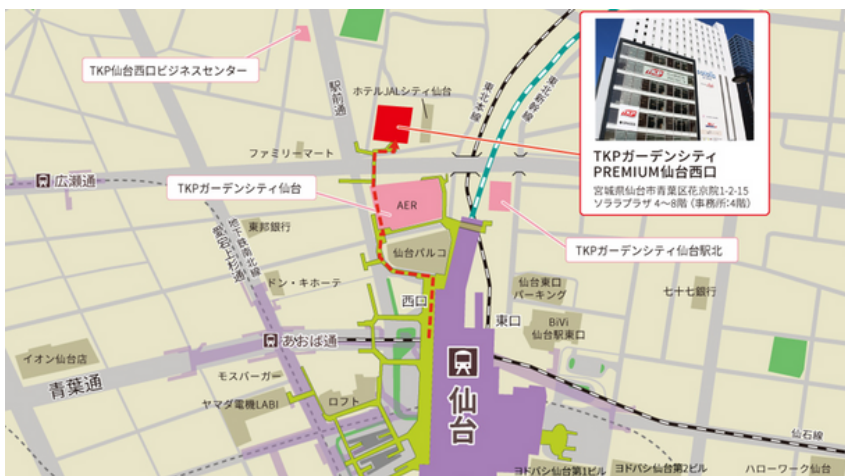 TKP仙台西口ビジネスセンター
駅前通
ホテルJALシティ仙台
東北本線
東北新幹線
TKPガーデンシティ
PREMIUM仙台西口
宮城県仙台市青葉区花京院1-2-15
ソララプラザ 4〜8階（事務所:4階）
ファミリーマート
広瀬通
TKPガーデンシティ仙台
AER
地下鉄南北線
愛宕上杉通
東邦銀行
仙台パルコ
TKPガーデンシティ仙台駅北
ドン・キホーテ
西口
仙台東口
パーキング
七十七銀行
東口
BiVi
仙台駅東口
あおば通
イオン仙台店
青葉通
モスバーガー
ヤマダ電機LABI
ロフト
仙台
仙石線
ヨドバシ仙台第1ビル
ヨドバシ仙台第2ビル
ハローワーク仙台